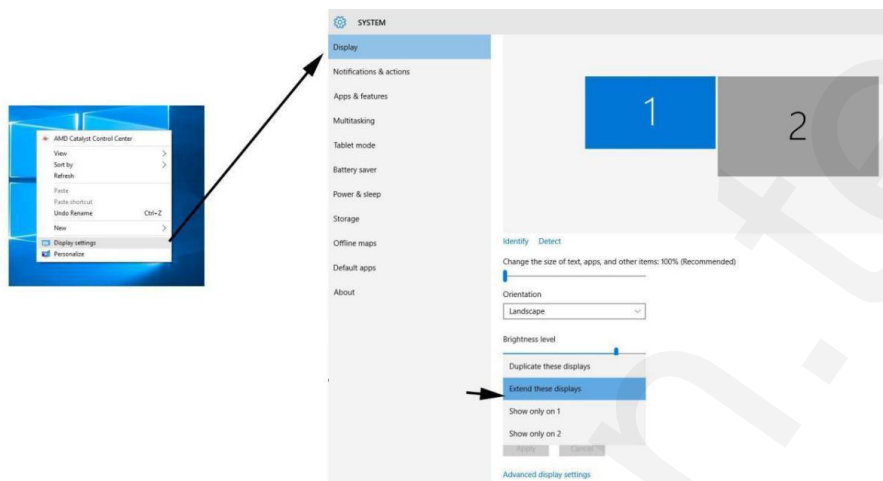 AMD Catalyst Control Center
View
Sort by
Refresh
Paste
Paste shortcut
Undo Rename Ctrl+Z
New
Display settings
Personalize
SYSTEM
Display
Notifications & actions
Apps & features
Multitasking
Tablet mode
Battery saver
Power & sleep
Storage
Offline maps
Default apps
About
1
2
Identify Detect
Change the size of text, apps, and other items: 100% (Recommended)
Orientation
Landscape
Brightness level
Duplicate these displays
Extend these displays
Show only on 1
Show only on 2
Apply Cancel
Advanced display settings